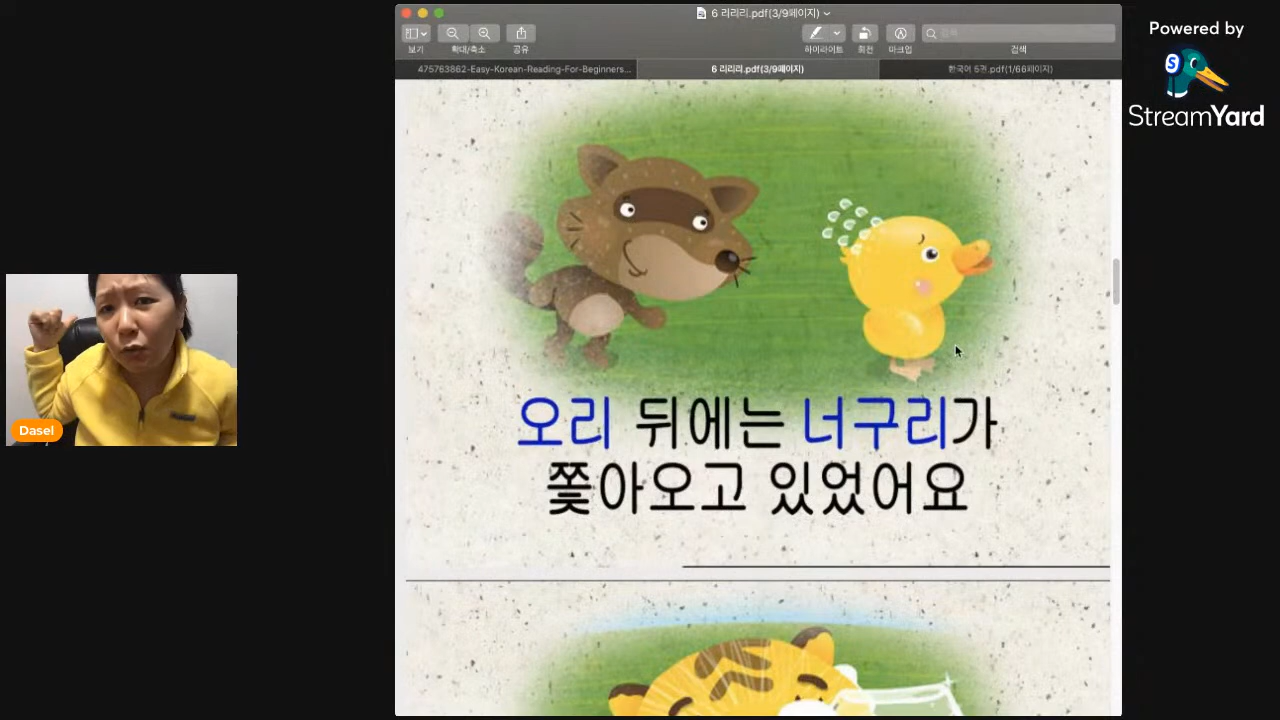 6 리리리.pdf(3/9페이지)
보기
확대/축소
공유
하이라이트
회전
마크업
검색
검색
475763862-Easy-Korean-Reading-For-Beginners...
6 리리리.pdf(3/9페이지)
한국어 5권.pdf(1/66페이지)
오리 뒤에는 너구리가
쫓아오고 있었어요
Dasel
Powered by
S
StreamYard